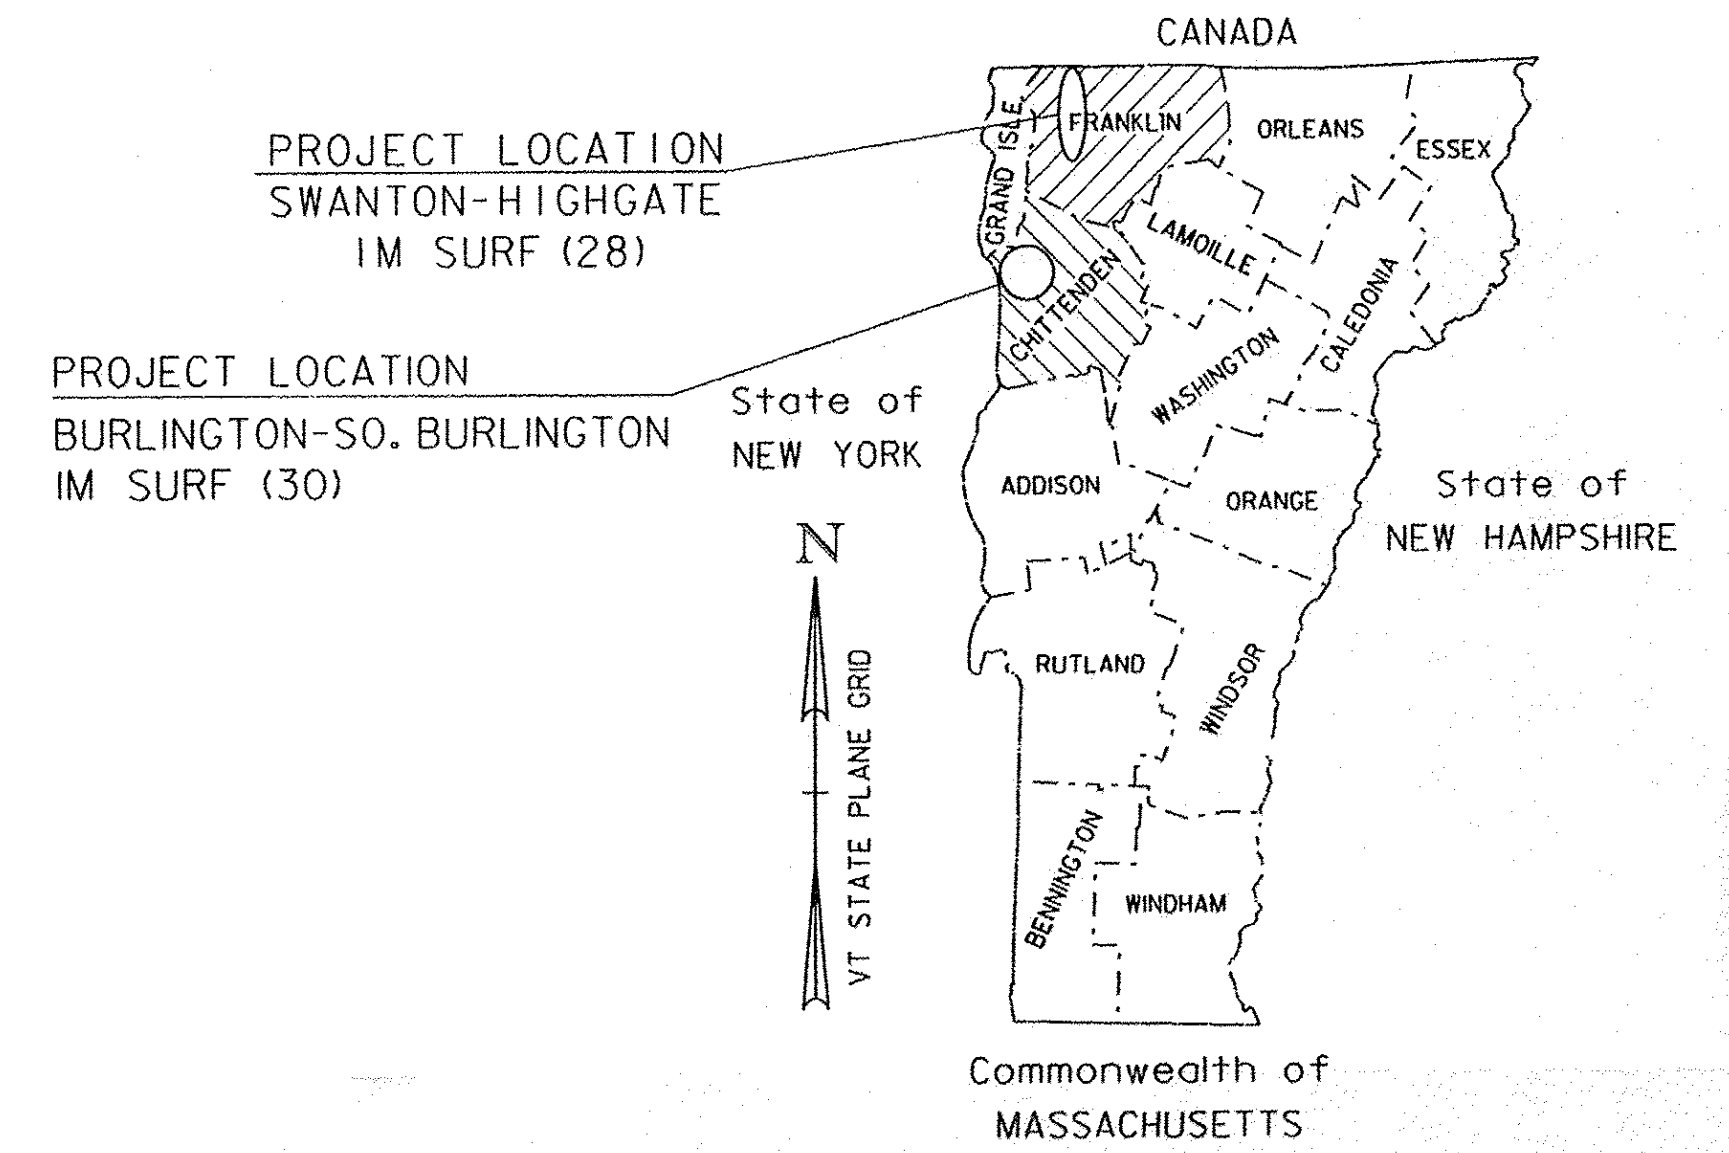 CANADA
PROJECT LOCATION
SWANTON-HIGHGATE
IM SURF (28)
PROJECT LOCATION
BURLINGTON-SO. BURLINGTON
IM SURF (30)
GRAND ISLE
FRANKLIN
ORLEANS
ESSEX
LAMOILLE
CHITTENDEN
CALEDONIA
WASHINGTON
State of
NEW YORK
ADDISON
ORANGE
State of
NEW HAMPSHIRE
N
VT STATE PLANE GRID
RUTLAND
WINDSOR
BENNINGTON
WINDHAM
Commonwealth of
MASSACHUSETTS